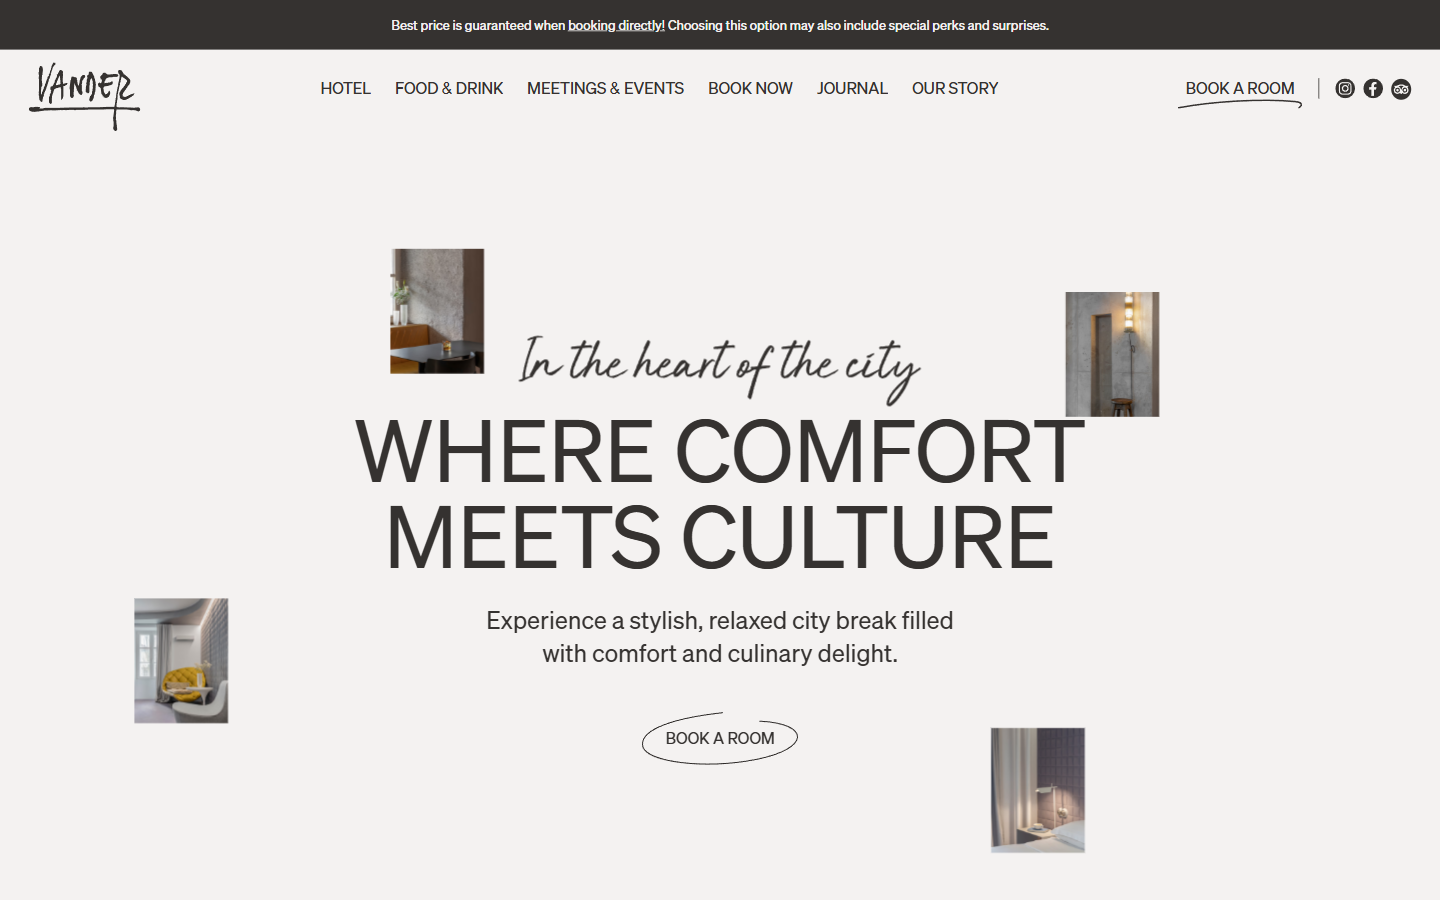 Best price is guaranteed when booking directly! Choosing this option may also include special perks and surprises.
VANDER
HOTEL FOOD & DRINK MEETINGS & EVENTS BOOK NOW JOURNAL OUR STORY BOOK A ROOM
In the heart of the city
WHERE COMFORT
MEETS CULTURE
Experience a stylish, relaxed city break filled
with comfort and culinary delight.
BOOK A ROOM